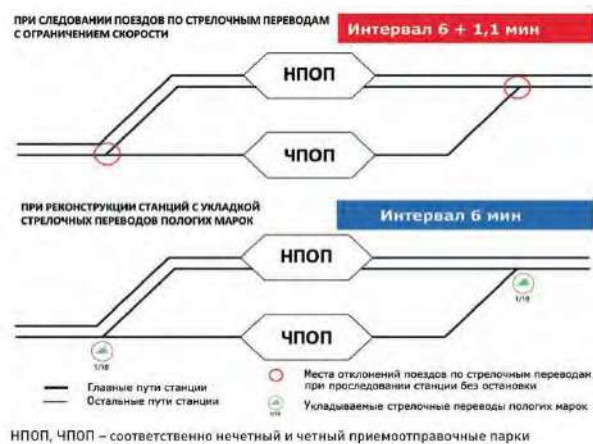 ПРИ СЛЕДОВАНИИ ПОЕЗДОВ ПО СТРЕЛОЧНЫМ ПЕРЕВОДАМ
С ОГРАНИЧЕНИЕМ СКОРОСТИ
Интервал 6 + 1,1 мин
НПОП
ЧПОП
ПРИ РЕКОНСТРУКЦИИ СТАНЦИЙ С УКЛАДКОЙ
СТРЕЛОЧНЫХ ПЕРЕВОДОВ ПОЛОГИХ МАРОК
Интервал 6 мин
НПОП
1/18
ЧПОП
1/18
Главные пути станции
Остальные пути станции
Места отклонений поездов по стрелочным переводам
при проследовании станции без остановки
Укладываемые стрелочные переводы пологих марок
НПОП, ЧПОП – соответственно нечетный и четный приемоотправочные парки